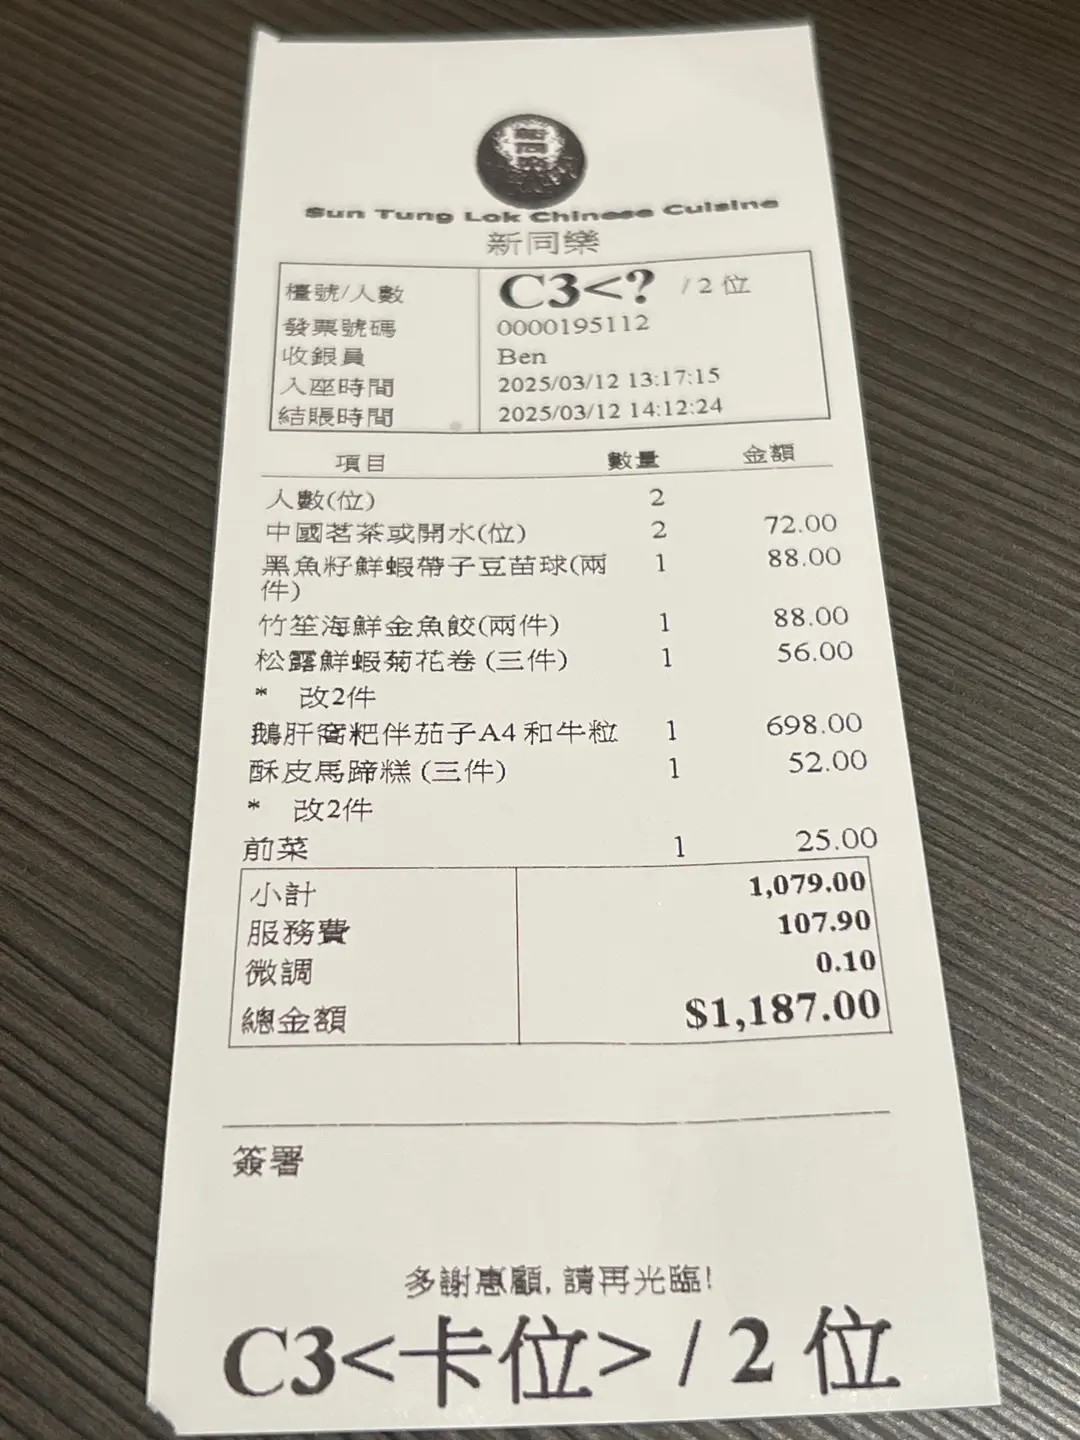 新同樂
Sun Tung Lok Chinese Cuisine
新同樂
檯號/人數 C3<? / 2 位
發票號碼 0000195112
收銀員 Ben
入座時間 2025/03/12 13:17:15
結賬時間 2025/03/12 14:12:24
項目 數量 金額
人數(位) 2
中國茗茶或開水(位) 2 72.00
黑魚籽鮮蝦帶子豆苗球(兩 1 88.00
件)
竹笙海鮮金魚餃(兩件) 1 88.00
松露鮮蝦菊花卷 (三件) 1 56.00
* 改2件
鵝肝窩粑伴茄子A4和牛粒 1 698.00
酥皮馬蹄糕 (三件) 1 52.00
* 改2件
前菜 1 25.00
小計 1,079.00
服務費 107.90
微調 0.10
總金額 $1,187.00
簽署
多謝惠顧, 請再光臨!
C3<卡位> / 2 位